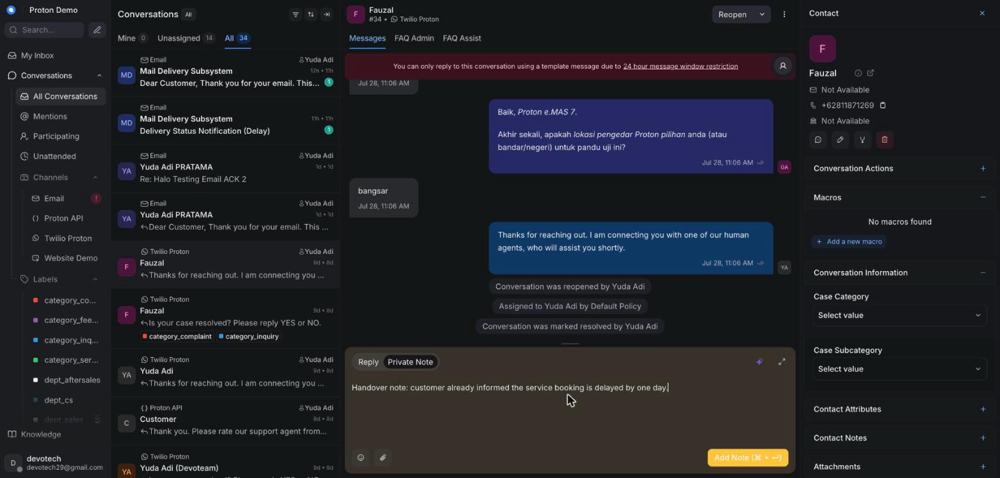 Proton Demo
Search...
My Inbox
Conversations
All Conversations
Mentions
Participating
Unattended
Channels
Email
!
Proton API
Twilio Proton
Website Demo
Labels
category_co...
category_fee...
category_inq...
category_ser...
dept_aftersales
dept_cs
dept_sales
Knowledge
D
devotech
devotech29@gmail.com
Conversations All
Mine 0 Unassigned 14 All 34
Email Yuda Adi
MD
Mail Delivery Subsystem 12h • 11h
Dear Customer, Thank you for your email. This... 1
Email
MD
Mail Delivery Subsystem 11h • 11h
Delivery Status Notification (Delay) 1
Email Yuda Adi
YA
Yuda Adi PRATAMA 1d • 1d
Re: Halo Testing Email ACK 2
Email Yuda Adi
YA
Yuda Adi PRATAMA 1d • 1d
Dear Customer, Thank you for your email. This ...
Twilio Proton Yuda Adi
F
Fauzal 9d • 8d
Thanks for reaching out. I am connecting you ...
Twilio Proton
F
Fauzal 9d • 8d
Is your case resolved? Please reply YES or NO.
category_complaint category_inquiry
Twilio Proton Yuda Adi
YA
Yuda Adi 9d • 8d
Thanks for reaching out. I am connecting you ...
{} Proton API Yuda Adi
C
Customer 8d • 8d
Thank you. Please rate our support agent from...
Twilio Proton
YA
Yuda Adi (Devoteam) 9d • 9d
F
Fauzal
#34 • Twilio Proton
Reopen
Messages FAQ Admin FAQ Assist
You can only reply to this conversation using a template message due to 24 hour message window restriction
Jul 28, 11:06 AM
Baik, Proton e.MAS 7.
Akhir sekali, apakah lokasi pengedar Proton pilihan anda (atau
bandar/negeri) untuk pandu uji ini?
Jul 28, 11:06 AM
GA
bangsar
Jul 28, 11:06 AM
Thanks for reaching out. I am connecting you with one of our human
agents, who will assist you shortly.
Jul 28, 11:06 AM
YA
Conversation was reopened by Yuda Adi
Assigned to Yuda Adi by Default Policy
Conversation was marked resolved by Yuda Adi
Reply Private Note
Handover note: customer already informed the service booking is delayed by one day.
Add Note (⌘ + ↵)
Contact
F
Fauzal
Not Available
+62811871269
Not Available
Conversation Actions
Macros
No macros found
+ Add a new macro
Conversation Information
Case Category
Select value
Case Subcategory
Select value
Contact Attributes
Contact Notes
Attachments